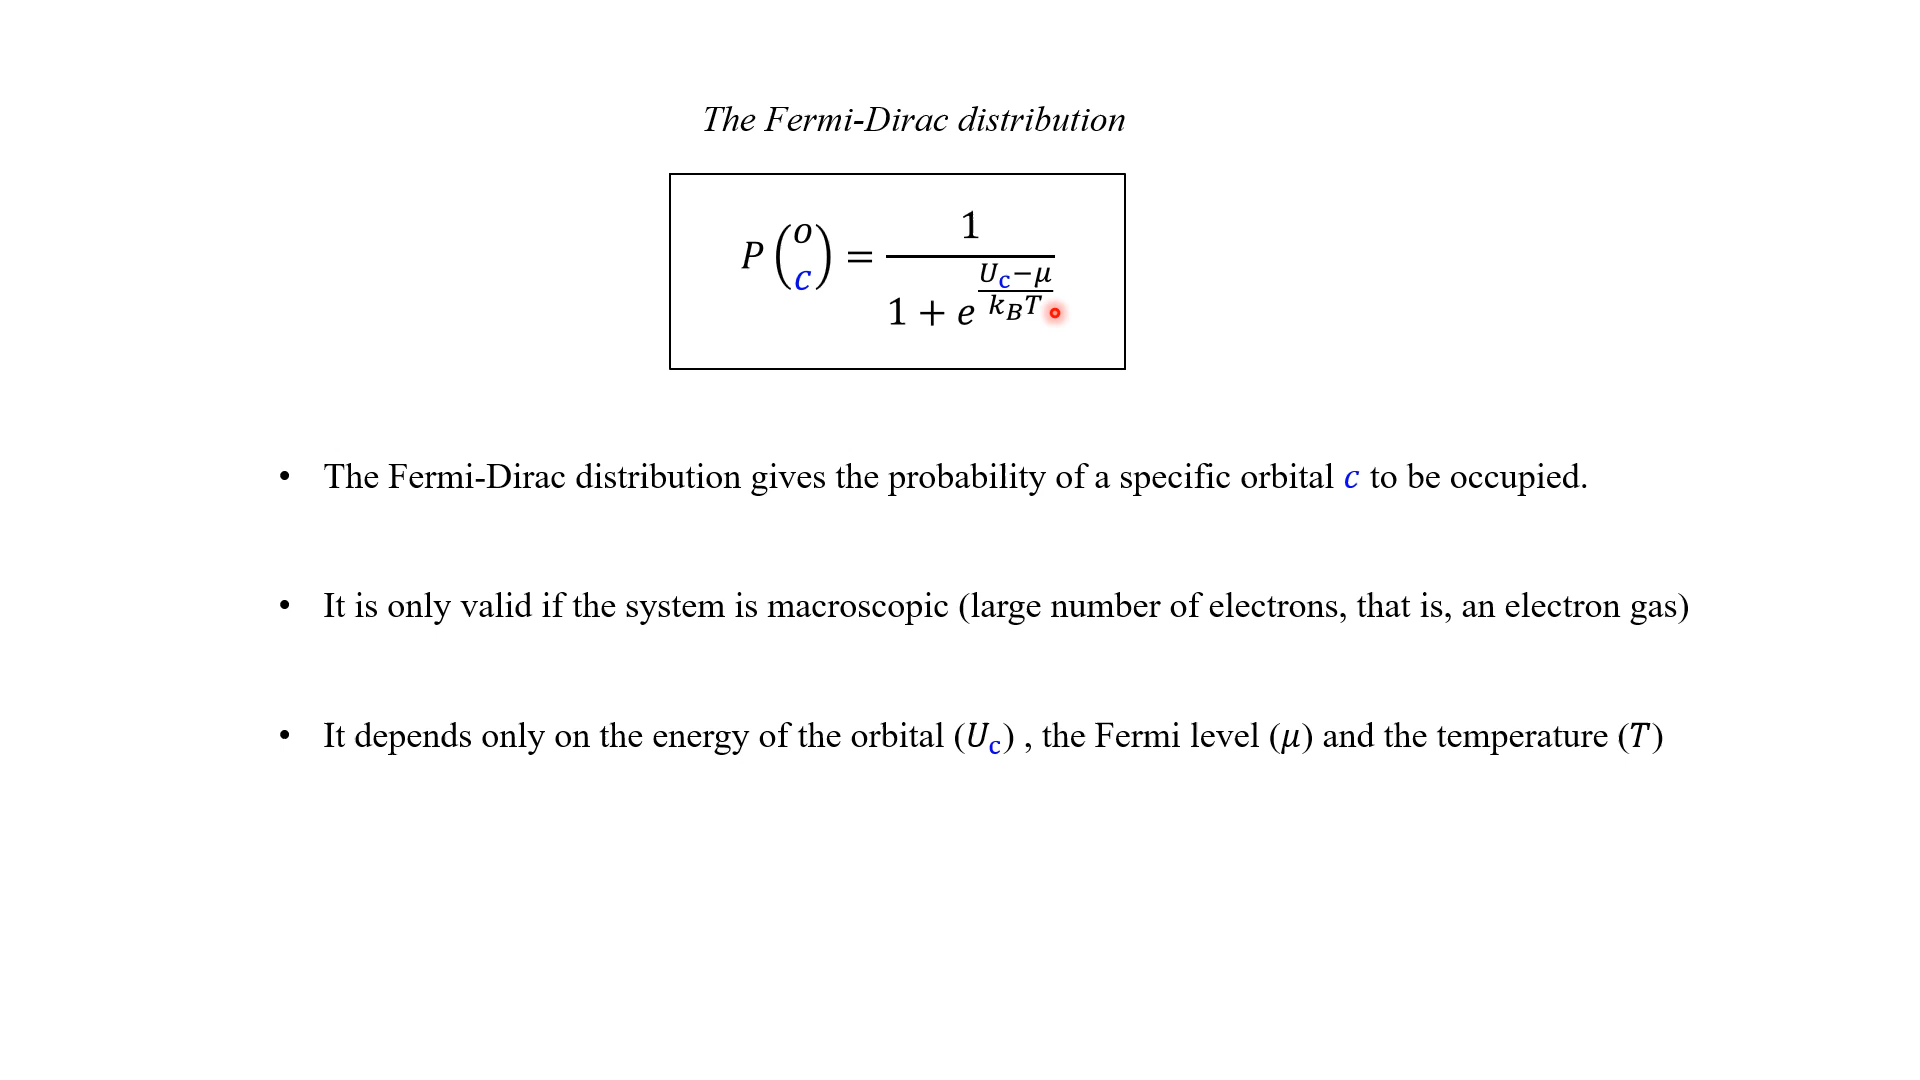 The Fermi-Dirac distribution
P(o c) = 1 / (1 + e^((U_c−μ)/(k_B T)))
• The Fermi-Dirac distribution gives the probability of a specific orbital c to be occupied.
• It is only valid if the system is macroscopic (large number of electrons, that is, an electron gas)
• It depends only on the energy of the orbital (U_c) , the Fermi level (μ) and the temperature (T)